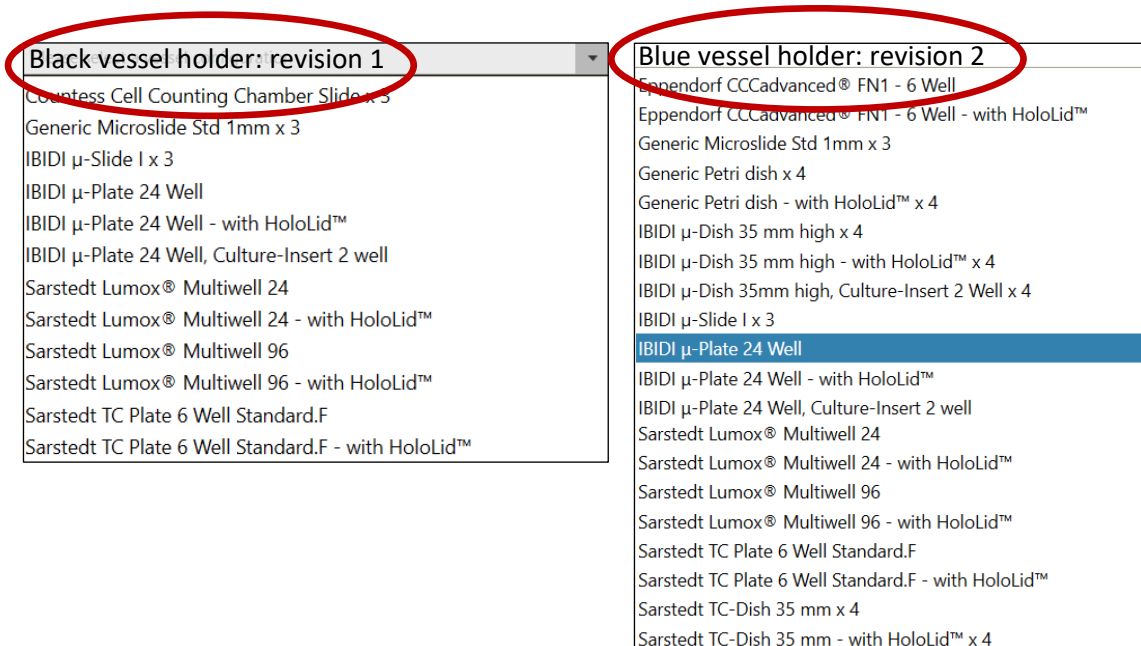 Black vessel holder: revision 1
Countess Cell Counting Chamber Slide x 3
Generic Microslide Std 1mm x 3
IBIDI µ-Slide I x 3
IBIDI µ-Plate 24 Well
IBIDI µ-Plate 24 Well - with HoloLid™
IBIDI µ-Plate 24 Well, Culture-Insert 2 well
Sarstedt Lumox® Multiwell 24
Sarstedt Lumox® Multiwell 24 - with HoloLid™
Sarstedt Lumox® Multiwell 96
Sarstedt Lumox® Multiwell 96 - with HoloLid™
Sarstedt TC Plate 6 Well Standard.F
Sarstedt TC Plate 6 Well Standard.F - with HoloLid™
Blue vessel holder: revision 2
Eppendorf CCCadvanced® FN1 - 6 Well
Eppendorf CCCadvanced® FN1 - 6 Well - with HoloLid™
Generic Microslide Std 1mm x 3
Generic Petri dish x 4
Generic Petri dish - with HoloLid™ x 4
IBIDI µ-Dish 35 mm high x 4
IBIDI µ-Dish 35 mm high - with HoloLid™ x 4
IBIDI µ-Dish 35mm high, Culture-Insert 2 Well x 4
IBIDI µ-Slide I x 3
IBIDI µ-Plate 24 Well
IBIDI µ-Plate 24 Well - with HoloLid™
IBIDI µ-Plate 24 Well, Culture-Insert 2 well
Sarstedt Lumox® Multiwell 24
Sarstedt Lumox® Multiwell 24 - with HoloLid™
Sarstedt Lumox® Multiwell 96
Sarstedt Lumox® Multiwell 96 - with HoloLid™
Sarstedt TC Plate 6 Well Standard.F
Sarstedt TC Plate 6 Well Standard.F - with HoloLid™
Sarstedt TC-Dish 35 mm x 4
Sarstedt TC-Dish 35 mm - with HoloLid™ x 4